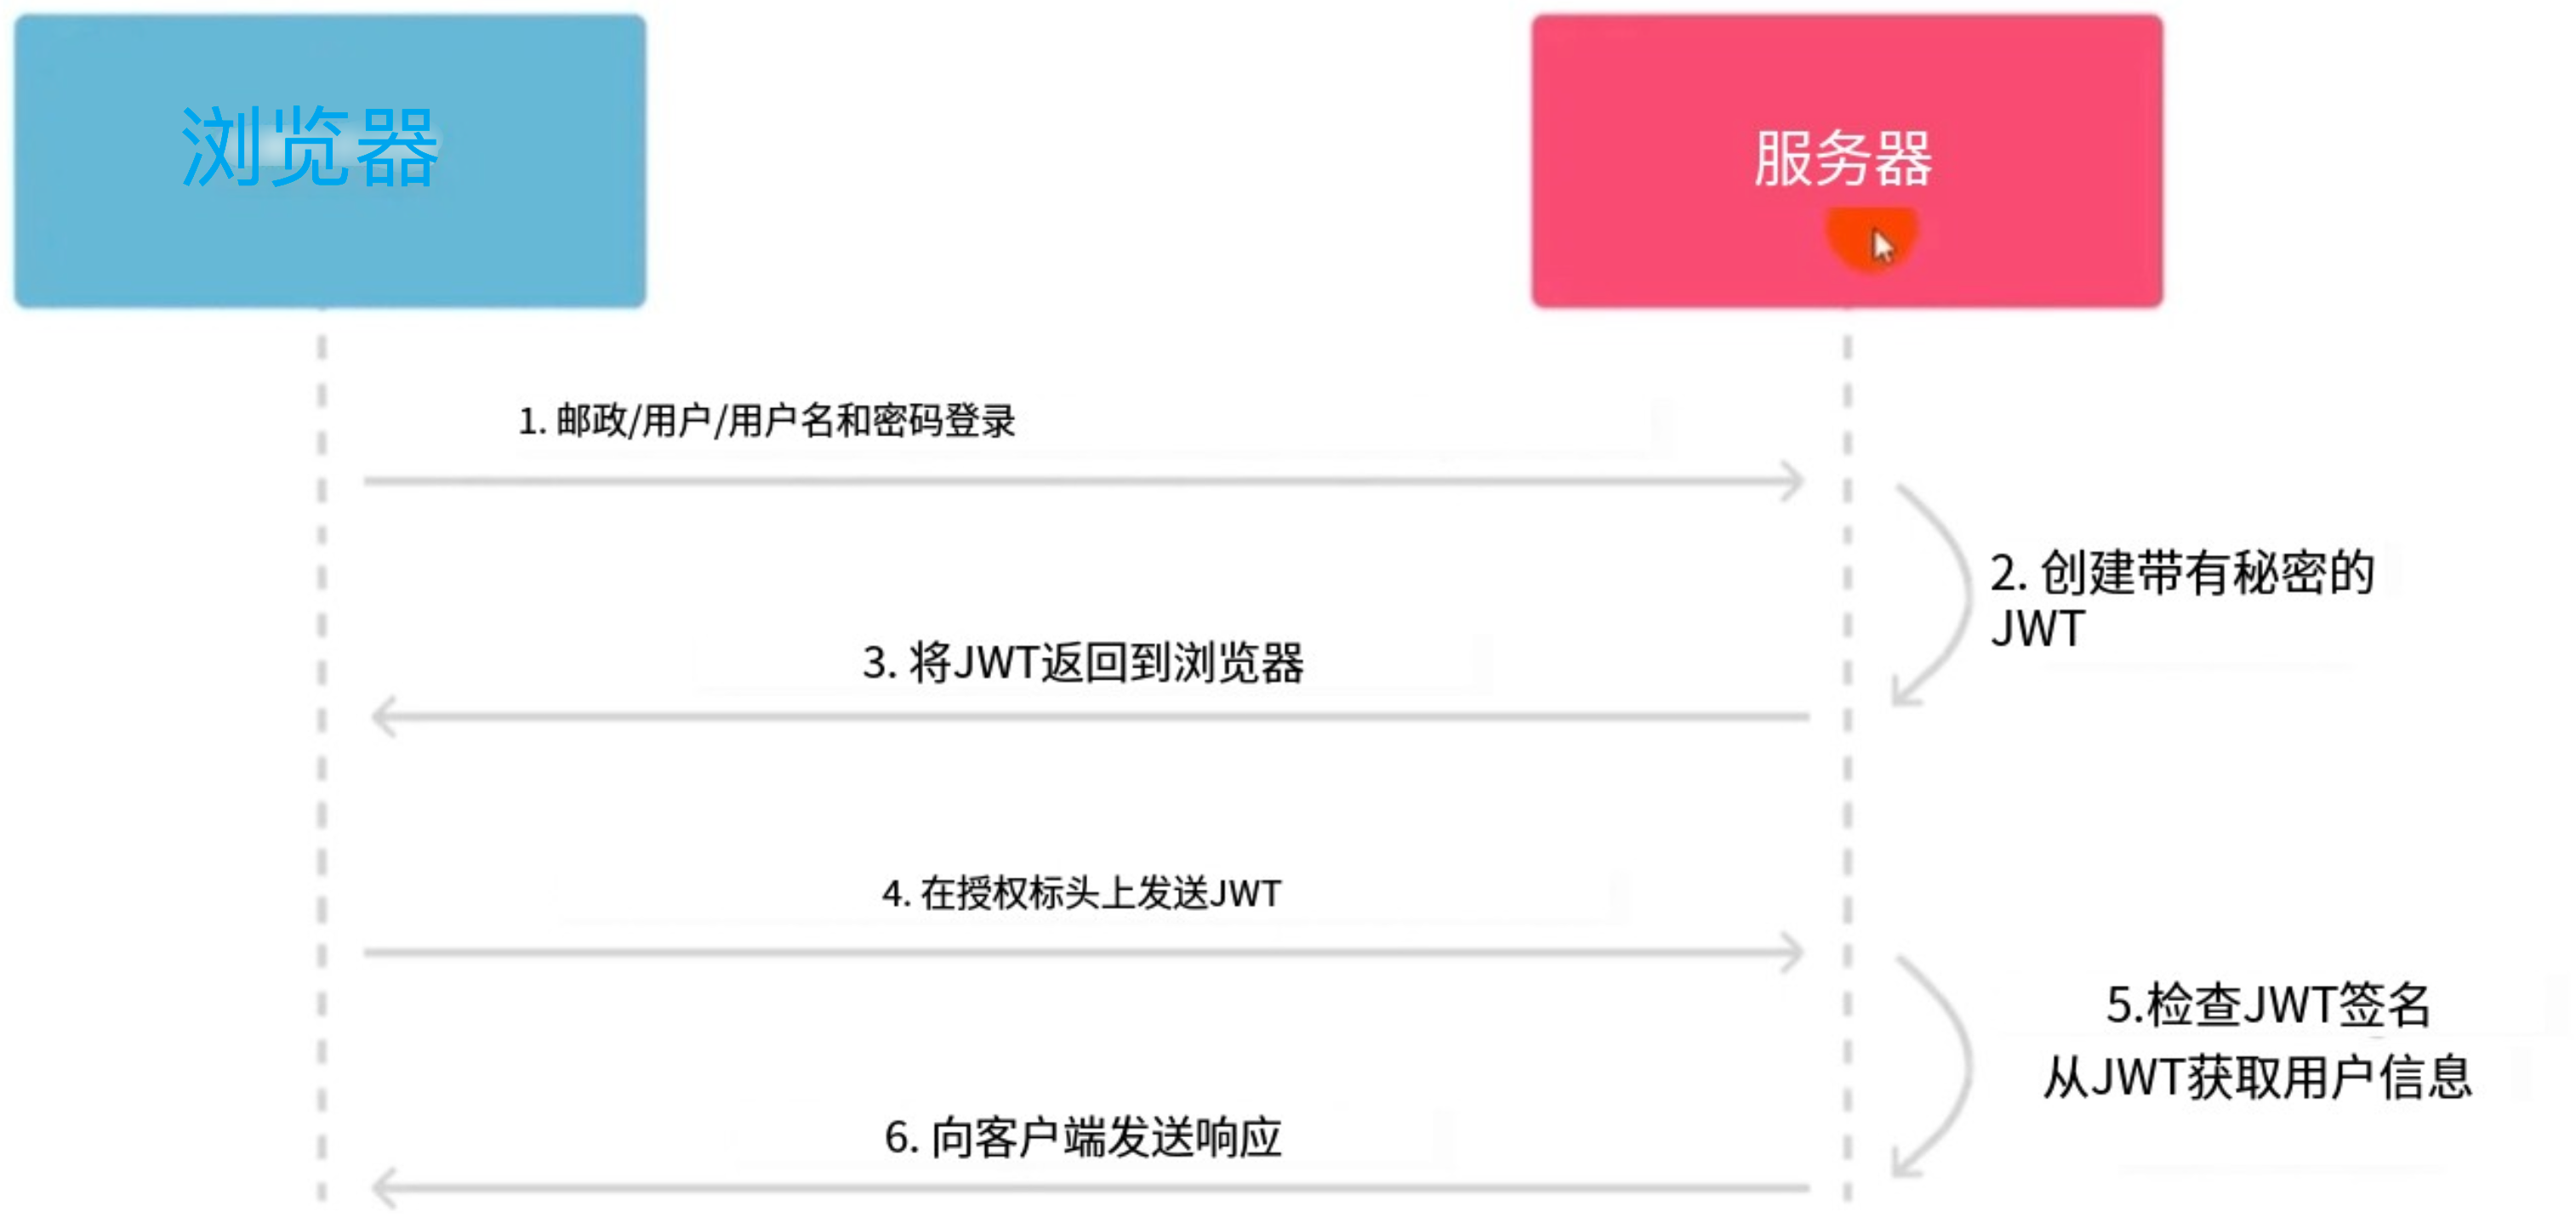 浏览器
服务器
1. 邮政/用户/用户名和密码登录
2. 创建带有秘密的
JWT
3. 将JWT返回到浏览器
4. 在授权标头上发送JWT
5.检查JWT签名
从JWT获取用户信息
6. 向客户端发送响应